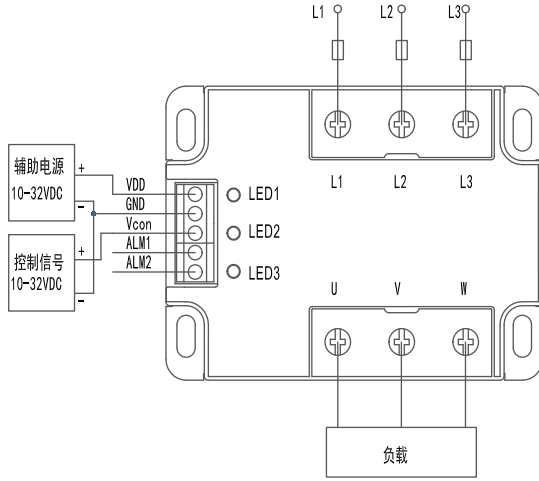 L1 L2 L3
L1 L2 L3
辅助电源
10-32VDC
+
-
控制信号
10-32VDC
+
-
VDD
GND
Vcon
ALM1
ALM2
LED1
LED2
LED3
U V W
负载